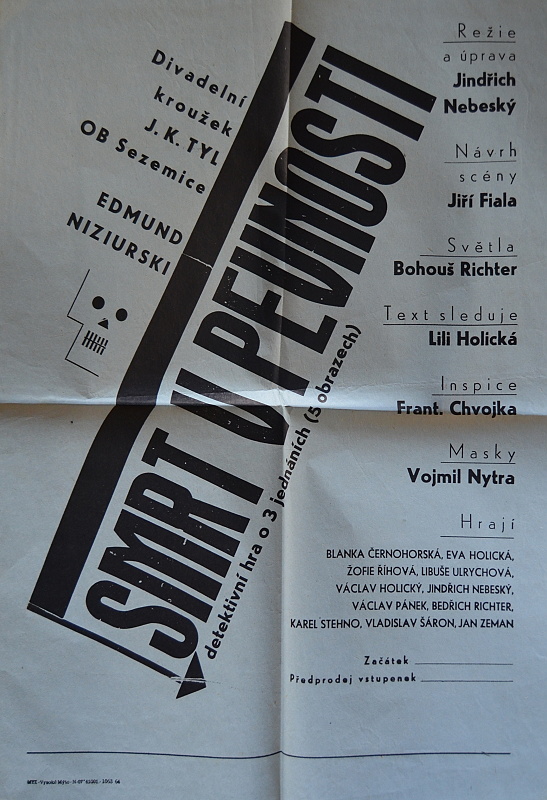 Divadelní
kroužek
J. K. TYL
OB Sezemice
EDMUND
NIZIURSKI
SMRT V PEVNOSTI
detektivní hra o 3 jednáních (5 obrazech)
Režie
a úprava
Jindřich
Nebeský
Návrh
scény
Jiří Fiala
Světla
Bohouš Richter
Text sleduje
Lili Holická
Inspice
Frant. Chvojka
Masky
Vojmil Nytra
Hrají
BLANKA ČERNOHORSKÁ, EVA HOLICKÁ,
ŽOFIE ŘÍHOVÁ, LIBUŠE ULRYCHOVÁ,
VÁCLAV HOLICKÝ, JINDŘICH NEBESKÝ,
VÁCLAV PÁNEK, BEDŘICH RICHTER,
KAREL STEHNO, VLADISLAV ŠÁRON, JAN ZEMAN
Začátek
Předprodej vstupenek